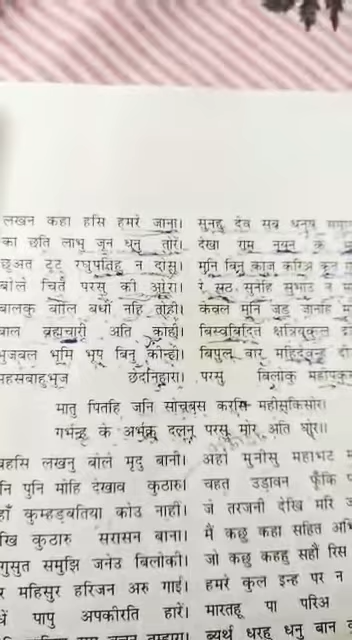 लखन कहा हसि हमरें जाना। सुनहु देव सब धनुष
का छति लाभु जून धनु तोरें। देखा राम नयन के
छुअत टूट रघुपतिहु न दोसू। मुनि बिनु काज करिअ कत
बोले चितै परसु की ओरा। रे सठ सुनेहि सुभाउ न
बालकु बोलि बधौं नहि तोही। केवल मुनि जड़ जानहि
बाल ब्रह्मचारी अति कोही। बिस्वबिदित क्षत्रियकुल
भुजबल भूमि भूप बिनु कीन्ही। बिपुल बार महिदेवन्ह
सहसबाहुभुज छेदनिहारा। परसु बिलोकु
मातु पितहि जनि सोचबस करसि महीसकिसोर।
गर्भन्ह के अर्भक दलन परसु मोर अति घोर॥
बिहसि लखनु बोले मृदु बानी। अहो मुनीसु महाभट
पुनि पुनि मोहि देखाव कुठारु। चहत उड़ावन फूँकि
इहाँ कुम्हड़बतिया कोउ नाहीं। जे तरजनी देखि मरि
देखि कुठारु सरासन बाना। मैं कछु कहा सहित
भृगुसुत समुझि जनेउ बिलोकी। जो कछु कहहु सहौं रिस
सुर महिसुर हरिजन अरु गाई। हमरे कुल इन्ह पर न
बधें पापु अपकीरति हारें। मारतहू पा परिअ
ब्यर्थ धरहु धनु बान